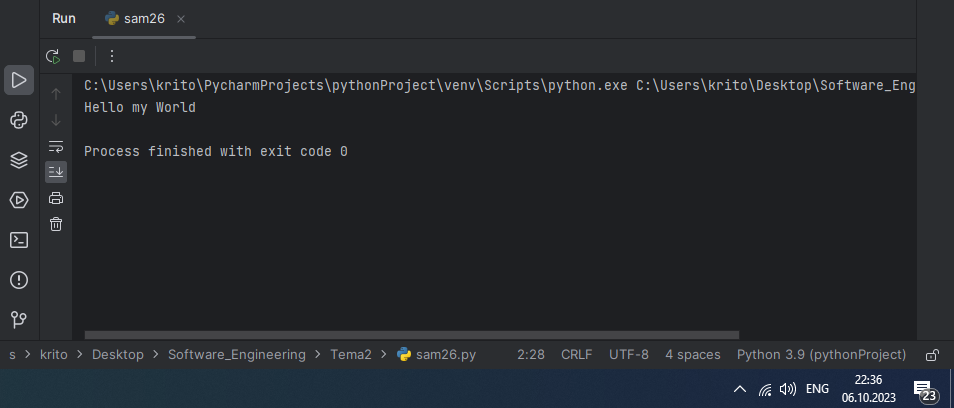 Run sam26
C:\Users\krito\PycharmProjects\pythonProject\venv\Scripts\python.exe C:\Users\krito\Desktop\Software_Eng
Hello my World
Process finished with exit code 0
s > krito > Desktop > Software_Engineering > Tema2 > sam26.py 2:28 CRLF UTF-8 4 spaces Python 3.9 (pythonProject)
ENG 22:36 23
06.10.2023